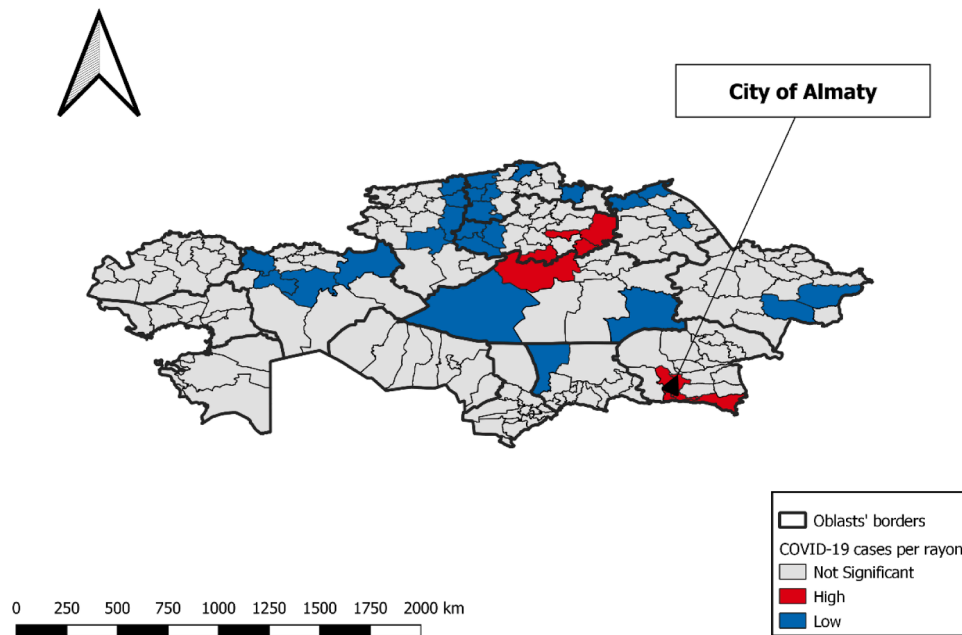 City of Almaty
Oblasts' borders
COVID-19 cases per rayon
Not Significant
High
Low
0 250 500 750 1000 1250 1500 1750 2000 km